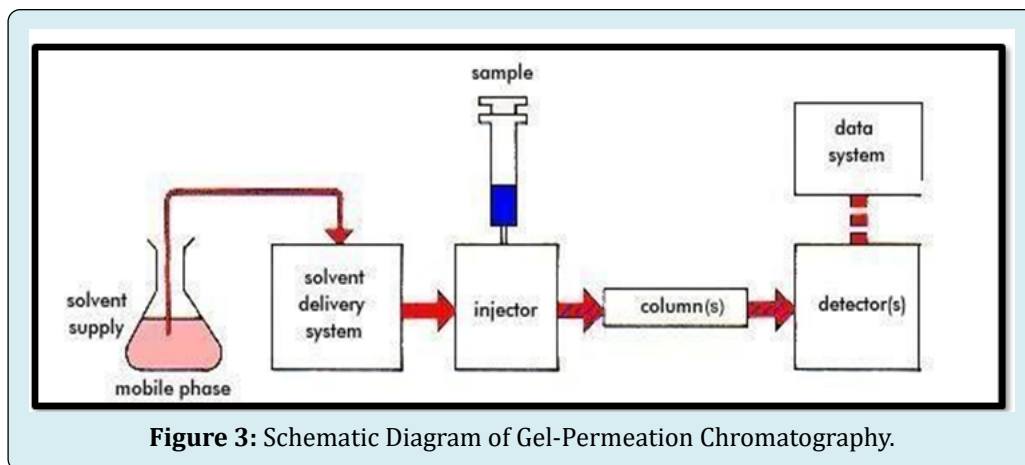 sample
data
system
solvent
supply
solvent
delivery
system
injector
column(s)
detector(s)
mobile phase
Figure 3: Schematic Diagram of Gel-Permeation Chromatography.